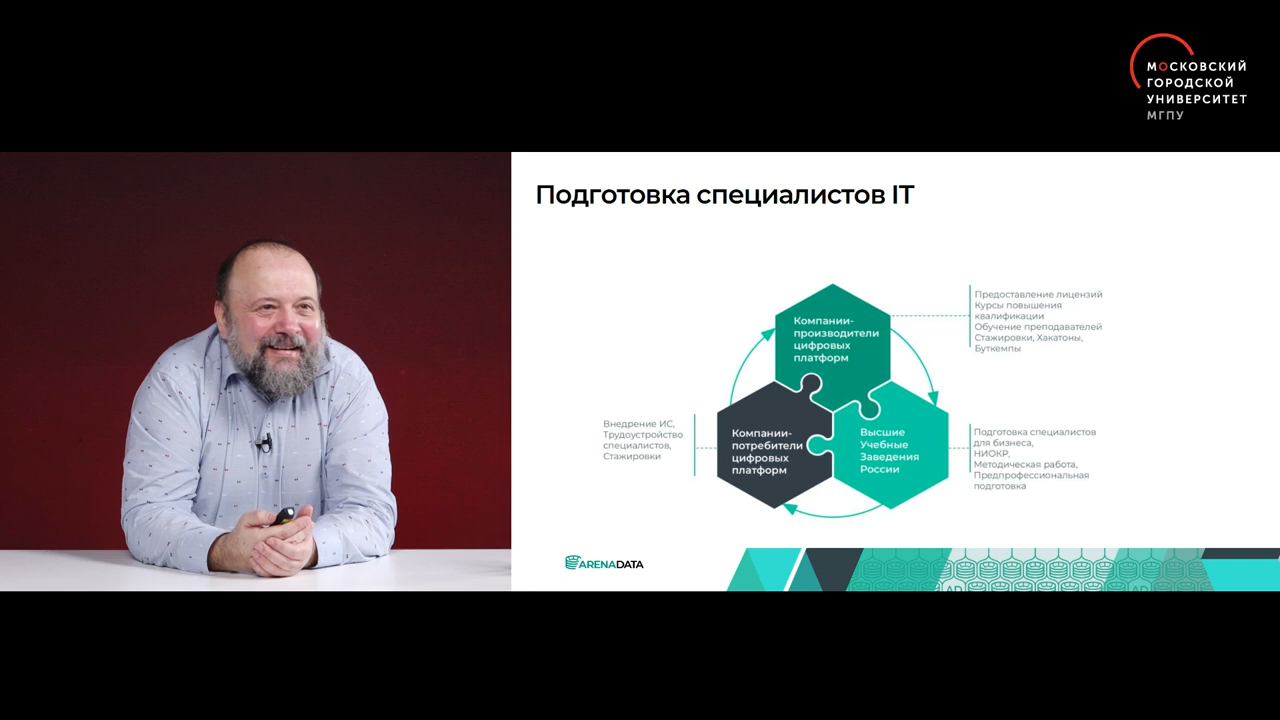 МОСКОВСКИЙ
ГОРОДСКОЙ
УНИВЕРСИТЕТ
МГПУ
Подготовка специалистов IT
Компании-
производители
цифровых
платформ
Предоставление лицензий
Курсы повышения
квалификации
Обучение преподавателей
Стажировки, Хакатоны,
Буткемпы
Внедрение ИС,
Трудоустройство
специалистов,
Стажировки
Компании-
потребители
цифровых
платформ
Высшие
Учебные
Заведения
России
Подготовка специалистов
для бизнеса,
НИОКР,
Методическая работа,
Предпрофессиональная
подготовка
ARENADATA
AD
AD